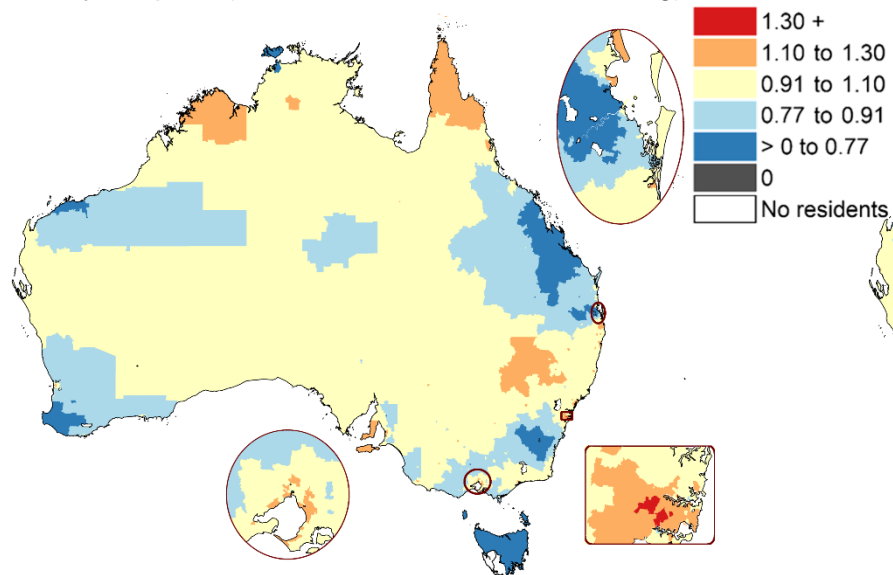 1.30 +
1.10 to 1.30
0.91 to 1.10
0.77 to 0.91
> 0 to 0.77
0
No residents